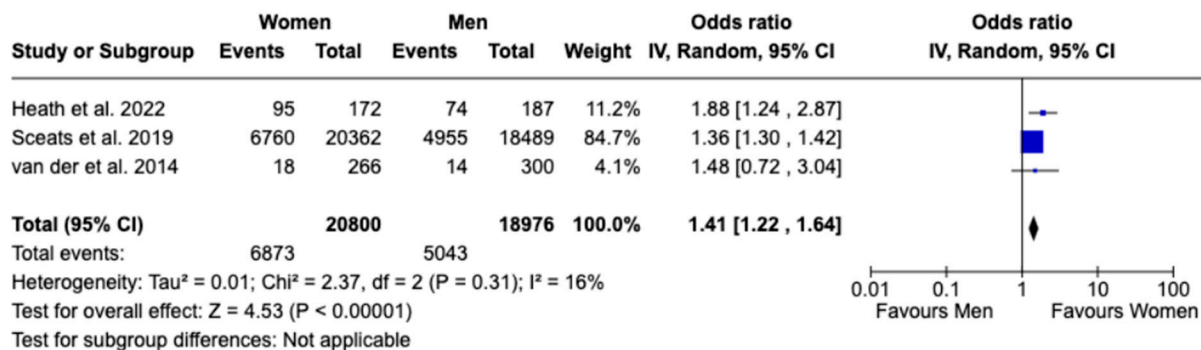 Women Men Odds ratio Odds ratio
Study or Subgroup Events Total Events Total Weight IV, Random, 95% CI IV, Random, 95% CI
Heath et al. 2022 95 172 74 187 11.2% 1.88 [1.24 , 2.87]
Sceats et al. 2019 6760 20362 4955 18489 84.7% 1.36 [1.30 , 1.42]
van der et al. 2014 18 266 14 300 4.1% 1.48 [0.72 , 3.04]
Total (95% CI) 20800 18976 100.0% 1.41 [1.22 , 1.64]
Total events: 6873 5043
Heterogeneity: Tau² = 0.01; Chi² = 2.37, df = 2 (P = 0.31); I² = 16%
Test for overall effect: Z = 4.53 (P < 0.00001)
Test for subgroup differences: Not applicable
0.01 0.1 1 10 100
Favours Men Favours Women